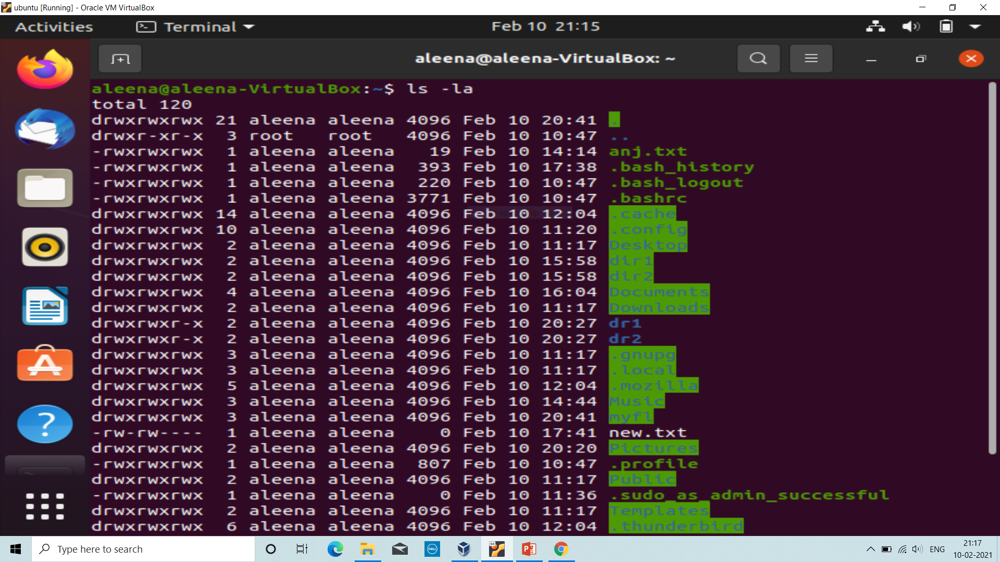 ubuntu [Running] - Oracle VM VirtualBox
Activities Terminal Feb 10 21:15
aleena@aleena-VirtualBox: ~
aleena@aleena-VirtualBox:~$ ls -la
total 120
drwxrwxrwx 21 aleena aleena 4096 Feb 10 20:41 .
drwxr-xr-x 3 root root 4096 Feb 10 10:47 ..
-rwxrwxrwx 1 aleena aleena 19 Feb 10 14:14 anj.txt
-rwxrwxrwx 1 aleena aleena 393 Feb 10 17:38 .bash_history
-rwxrwxrwx 1 aleena aleena 220 Feb 10 10:47 .bash_logout
-rwxrwxrwx 1 aleena aleena 3771 Feb 10 10:47 .bashrc
drwxrwxrwx 14 aleena aleena 4096 Feb 10 12:04 .cache
drwxrwxrwx 10 aleena aleena 4096 Feb 10 11:20 .config
drwxrwxrwx 2 aleena aleena 4096 Feb 10 11:17 Desktop
drwxrwxrwx 2 aleena aleena 4096 Feb 10 15:58 dir1
drwxrwxrwx 2 aleena aleena 4096 Feb 10 15:58 dir2
drwxrwxrwx 4 aleena aleena 4096 Feb 10 16:04 Documents
drwxrwxrwx 2 aleena aleena 4096 Feb 10 11:17 Downloads
drwxrwxr-x 2 aleena aleena 4096 Feb 10 20:27 dr1
drwxrwxr-x 2 aleena aleena 4096 Feb 10 20:27 dr2
drwxrwxrwx 3 aleena aleena 4096 Feb 10 11:17 .gnupg
drwxrwxrwx 3 aleena aleena 4096 Feb 10 11:17 .local
drwxrwxrwx 5 aleena aleena 4096 Feb 10 12:04 .mozilla
drwxrwxrwx 3 aleena aleena 4096 Feb 10 14:44 Music
drwxrwxrwx 3 aleena aleena 4096 Feb 10 20:41 myfl
-rw-rw---- 1 aleena aleena 0 Feb 10 17:41 new.txt
drwxrwxrwx 2 aleena aleena 4096 Feb 10 20:20 Pictures
-rwxrwxrwx 1 aleena aleena 807 Feb 10 10:47 .profile
drwxrwxrwx 2 aleena aleena 4096 Feb 10 11:17 Public
-rwxrwxrwx 1 aleena aleena 0 Feb 10 11:36 .sudo_as_admin_successful
drwxrwxrwx 2 aleena aleena 4096 Feb 10 11:17 Templates
drwxrwxrwx 6 aleena aleena 4096 Feb 10 12:04 .thunderbird
Type here to search
DELL
64
ENG
21:17
10-02-2021